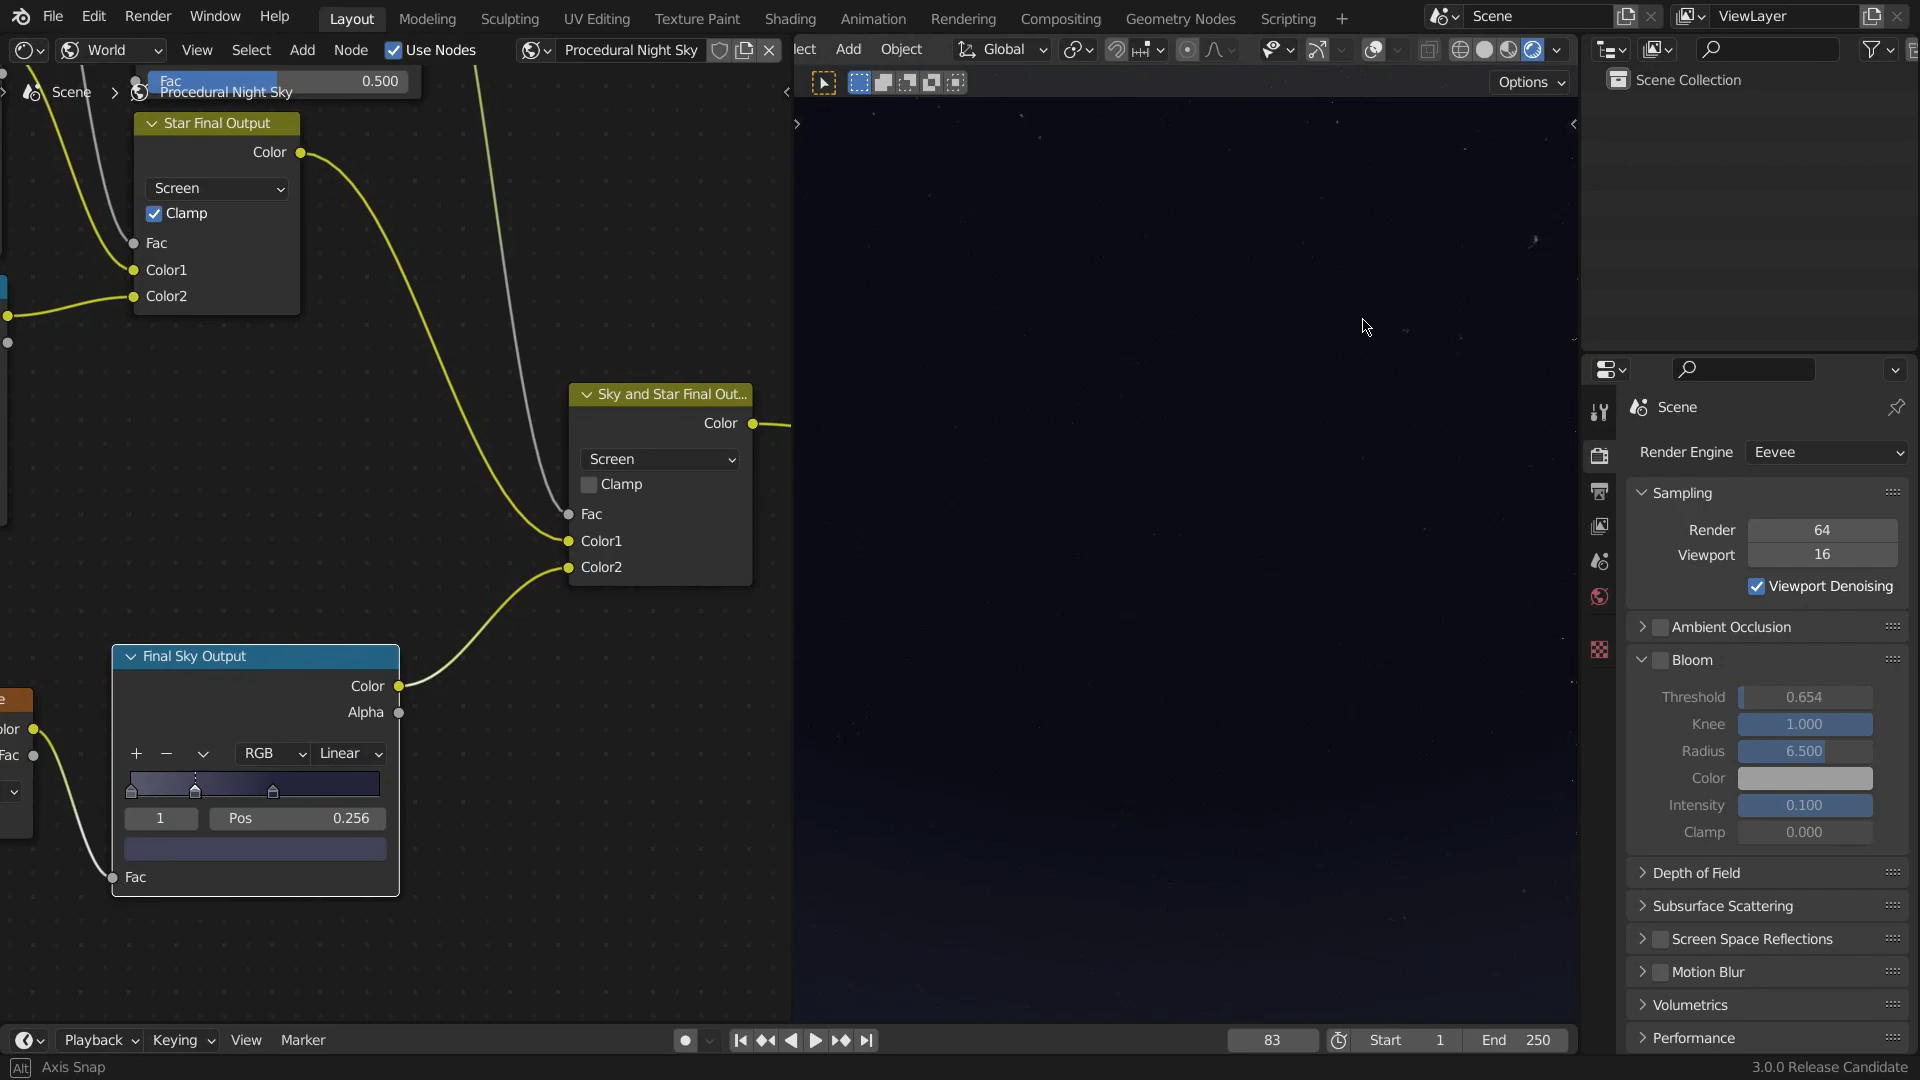 File Edit Render Window Help Layout Modeling Sculpting UV Editing Texture Paint Shading Animation Rendering Compositing Geometry Nodes Scripting + Scene ViewLayer
World View Select Add Node Use Nodes Procedural Night Sky
Add Object Global
Options
Scene Collection
Fac 0.500
Scene > Procedural Night Sky
Star Final Output
Color
Screen
Clamp
Fac
Color1
Color2
Sky and Star Final Out...
Color
Screen
Clamp
Fac
Color1
Color2
Final Sky Output
Color
Alpha
+ − RGB Linear
1 Pos 0.256
Fac
Fac
Scene
Render Engine Eevee
Sampling
Render 64
Viewport 16
Viewport Denoising
Ambient Occlusion
Bloom
Threshold 0.654
Knee 1.000
Radius 6.500
Color
Intensity 0.100
Clamp 0.000
Depth of Field
Subsurface Scattering
Screen Space Reflections
Motion Blur
Volumetrics
Performance
Playback Keying View Marker 83 Start 1 End 250
Alt Axis Snap 3.0.0 Release Candidate